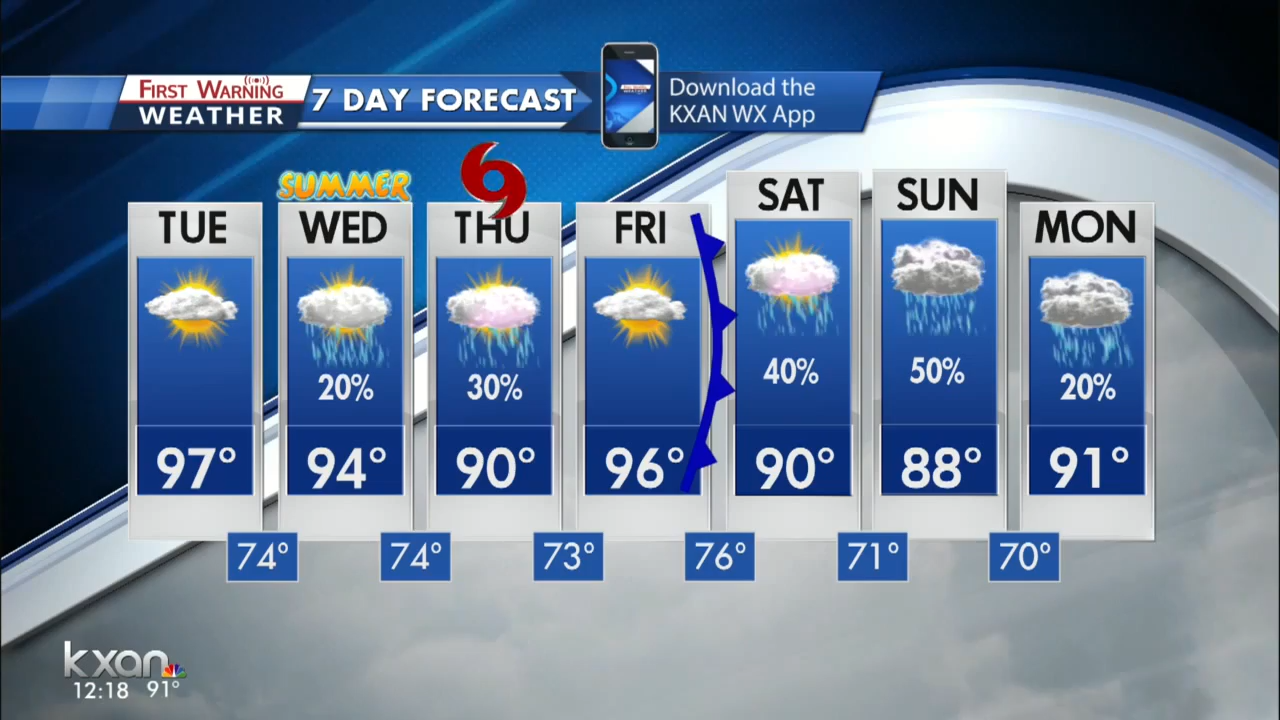 FIRST WARNING
WEATHER
7 DAY FORECAST
Download the
KXAN WX App
SUMMER
TUE WED THU FRI SAT SUN MON
20% 30% 40% 50% 20%
97° 94° 90° 96° 90° 88° 91°
74° 74° 73° 76° 71° 70°
kxan
12:18 91°